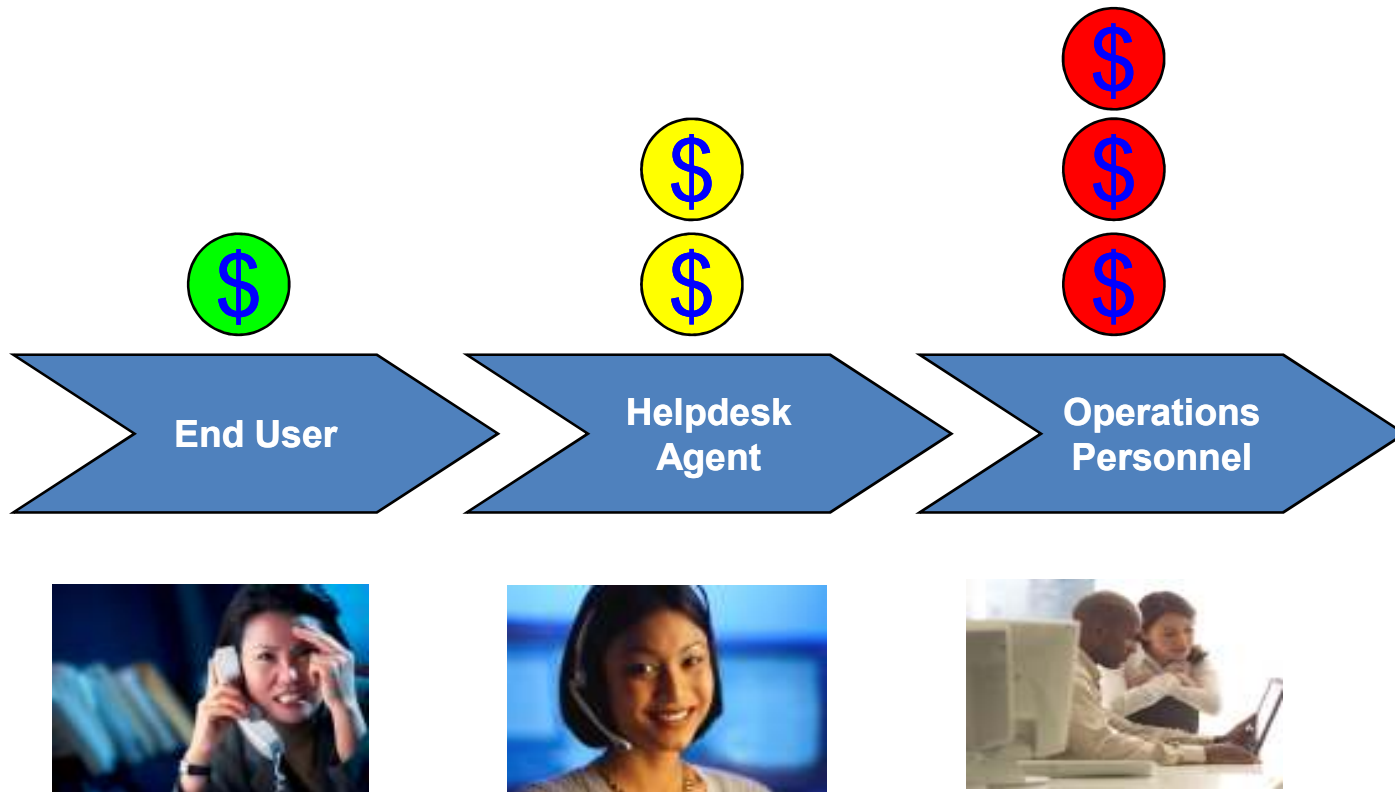 $
$ $
$ $ $
End User
Helpdesk
Agent
Operations
Personnel